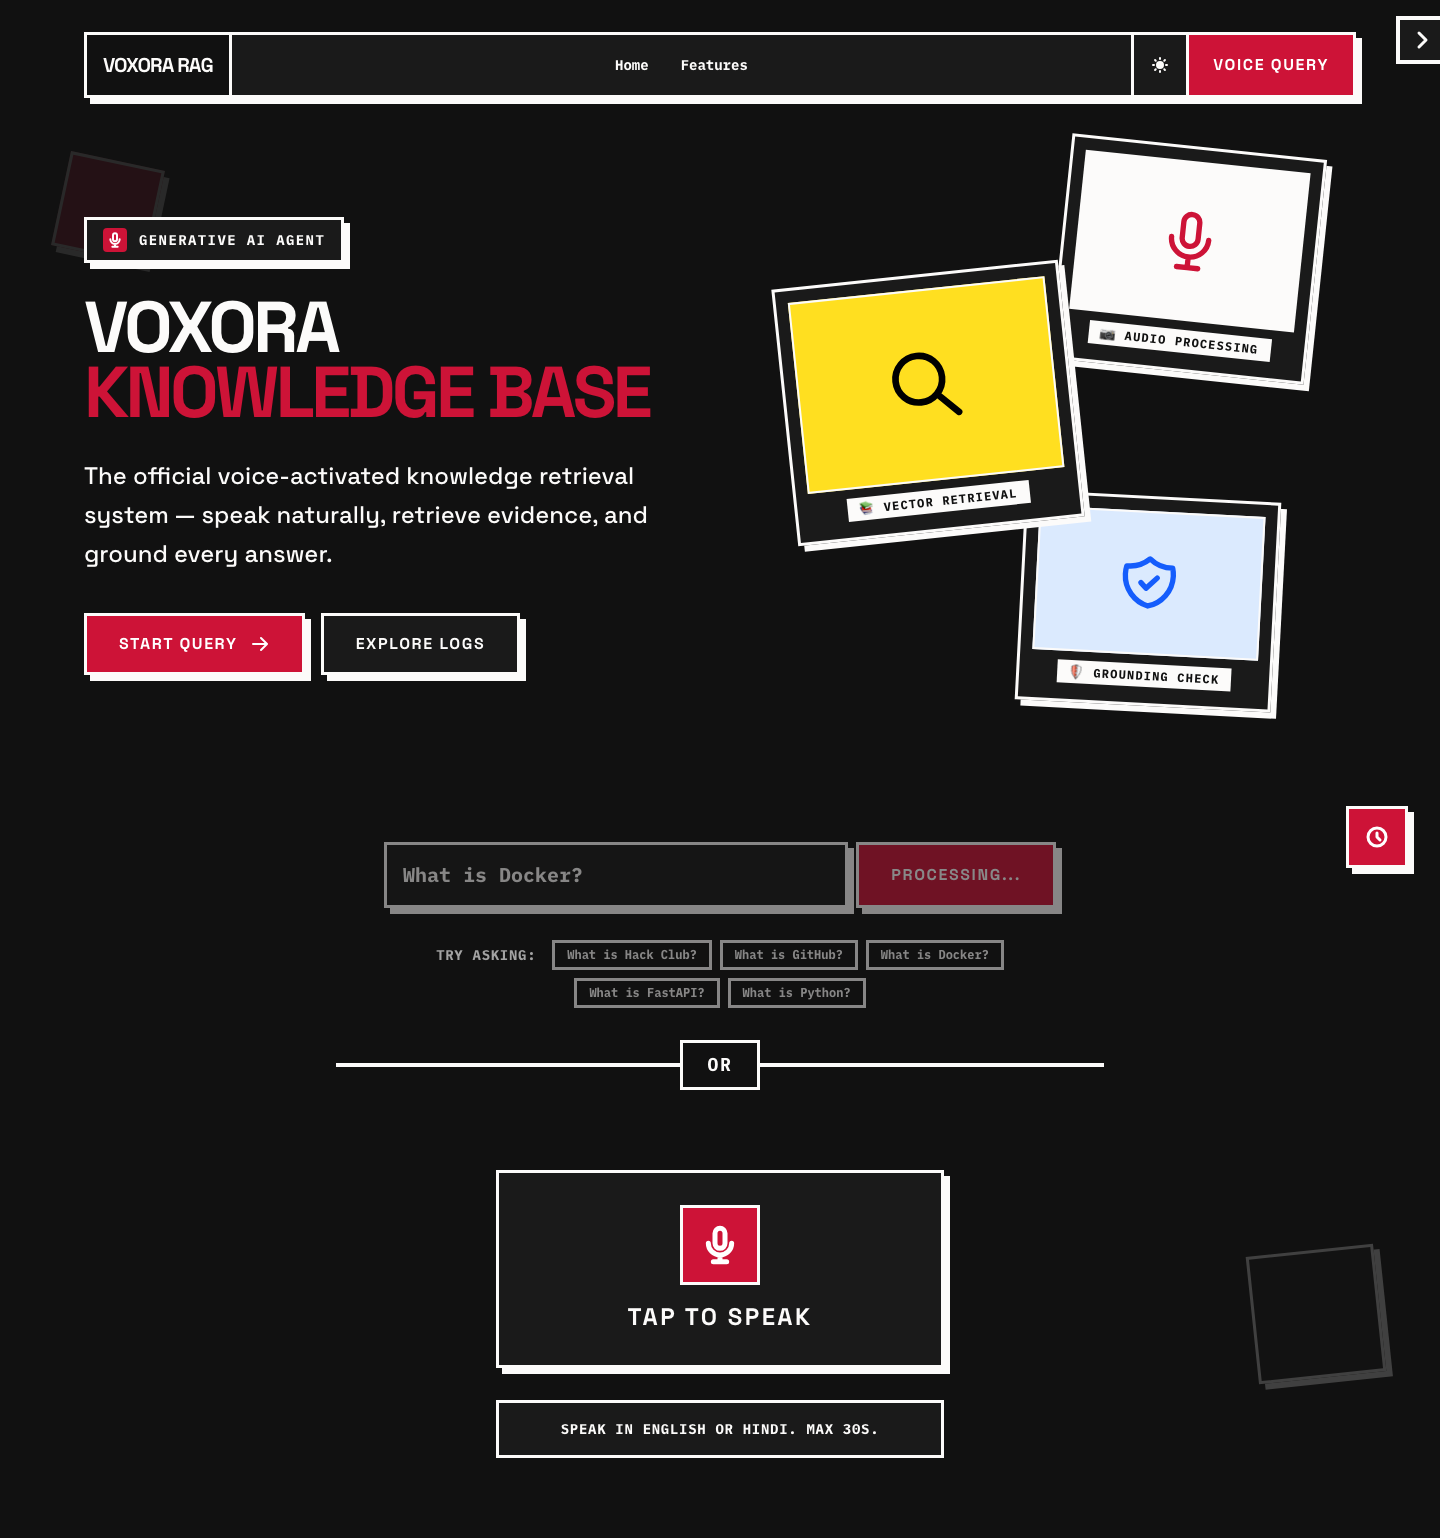 VOXORA RAG
Home
Features
VOICE QUERY
GENERATIVE AI AGENT
VOXORA
KNOWLEDGE BASE
The official voice-activated knowledge retrieval
system — speak naturally, retrieve evidence, and
ground every answer.
START QUERY →
EXPLORE LOGS
AUDIO PROCESSING
VECTOR RETRIEVAL
GROUNDING CHECK
What is Docker?
PROCESSING...
TRY ASKING:
What is Hack Club?
What is GitHub?
What is Docker?
What is FastAPI?
What is Python?
OR
TAP TO SPEAK
SPEAK IN ENGLISH OR HINDI. MAX 30S.